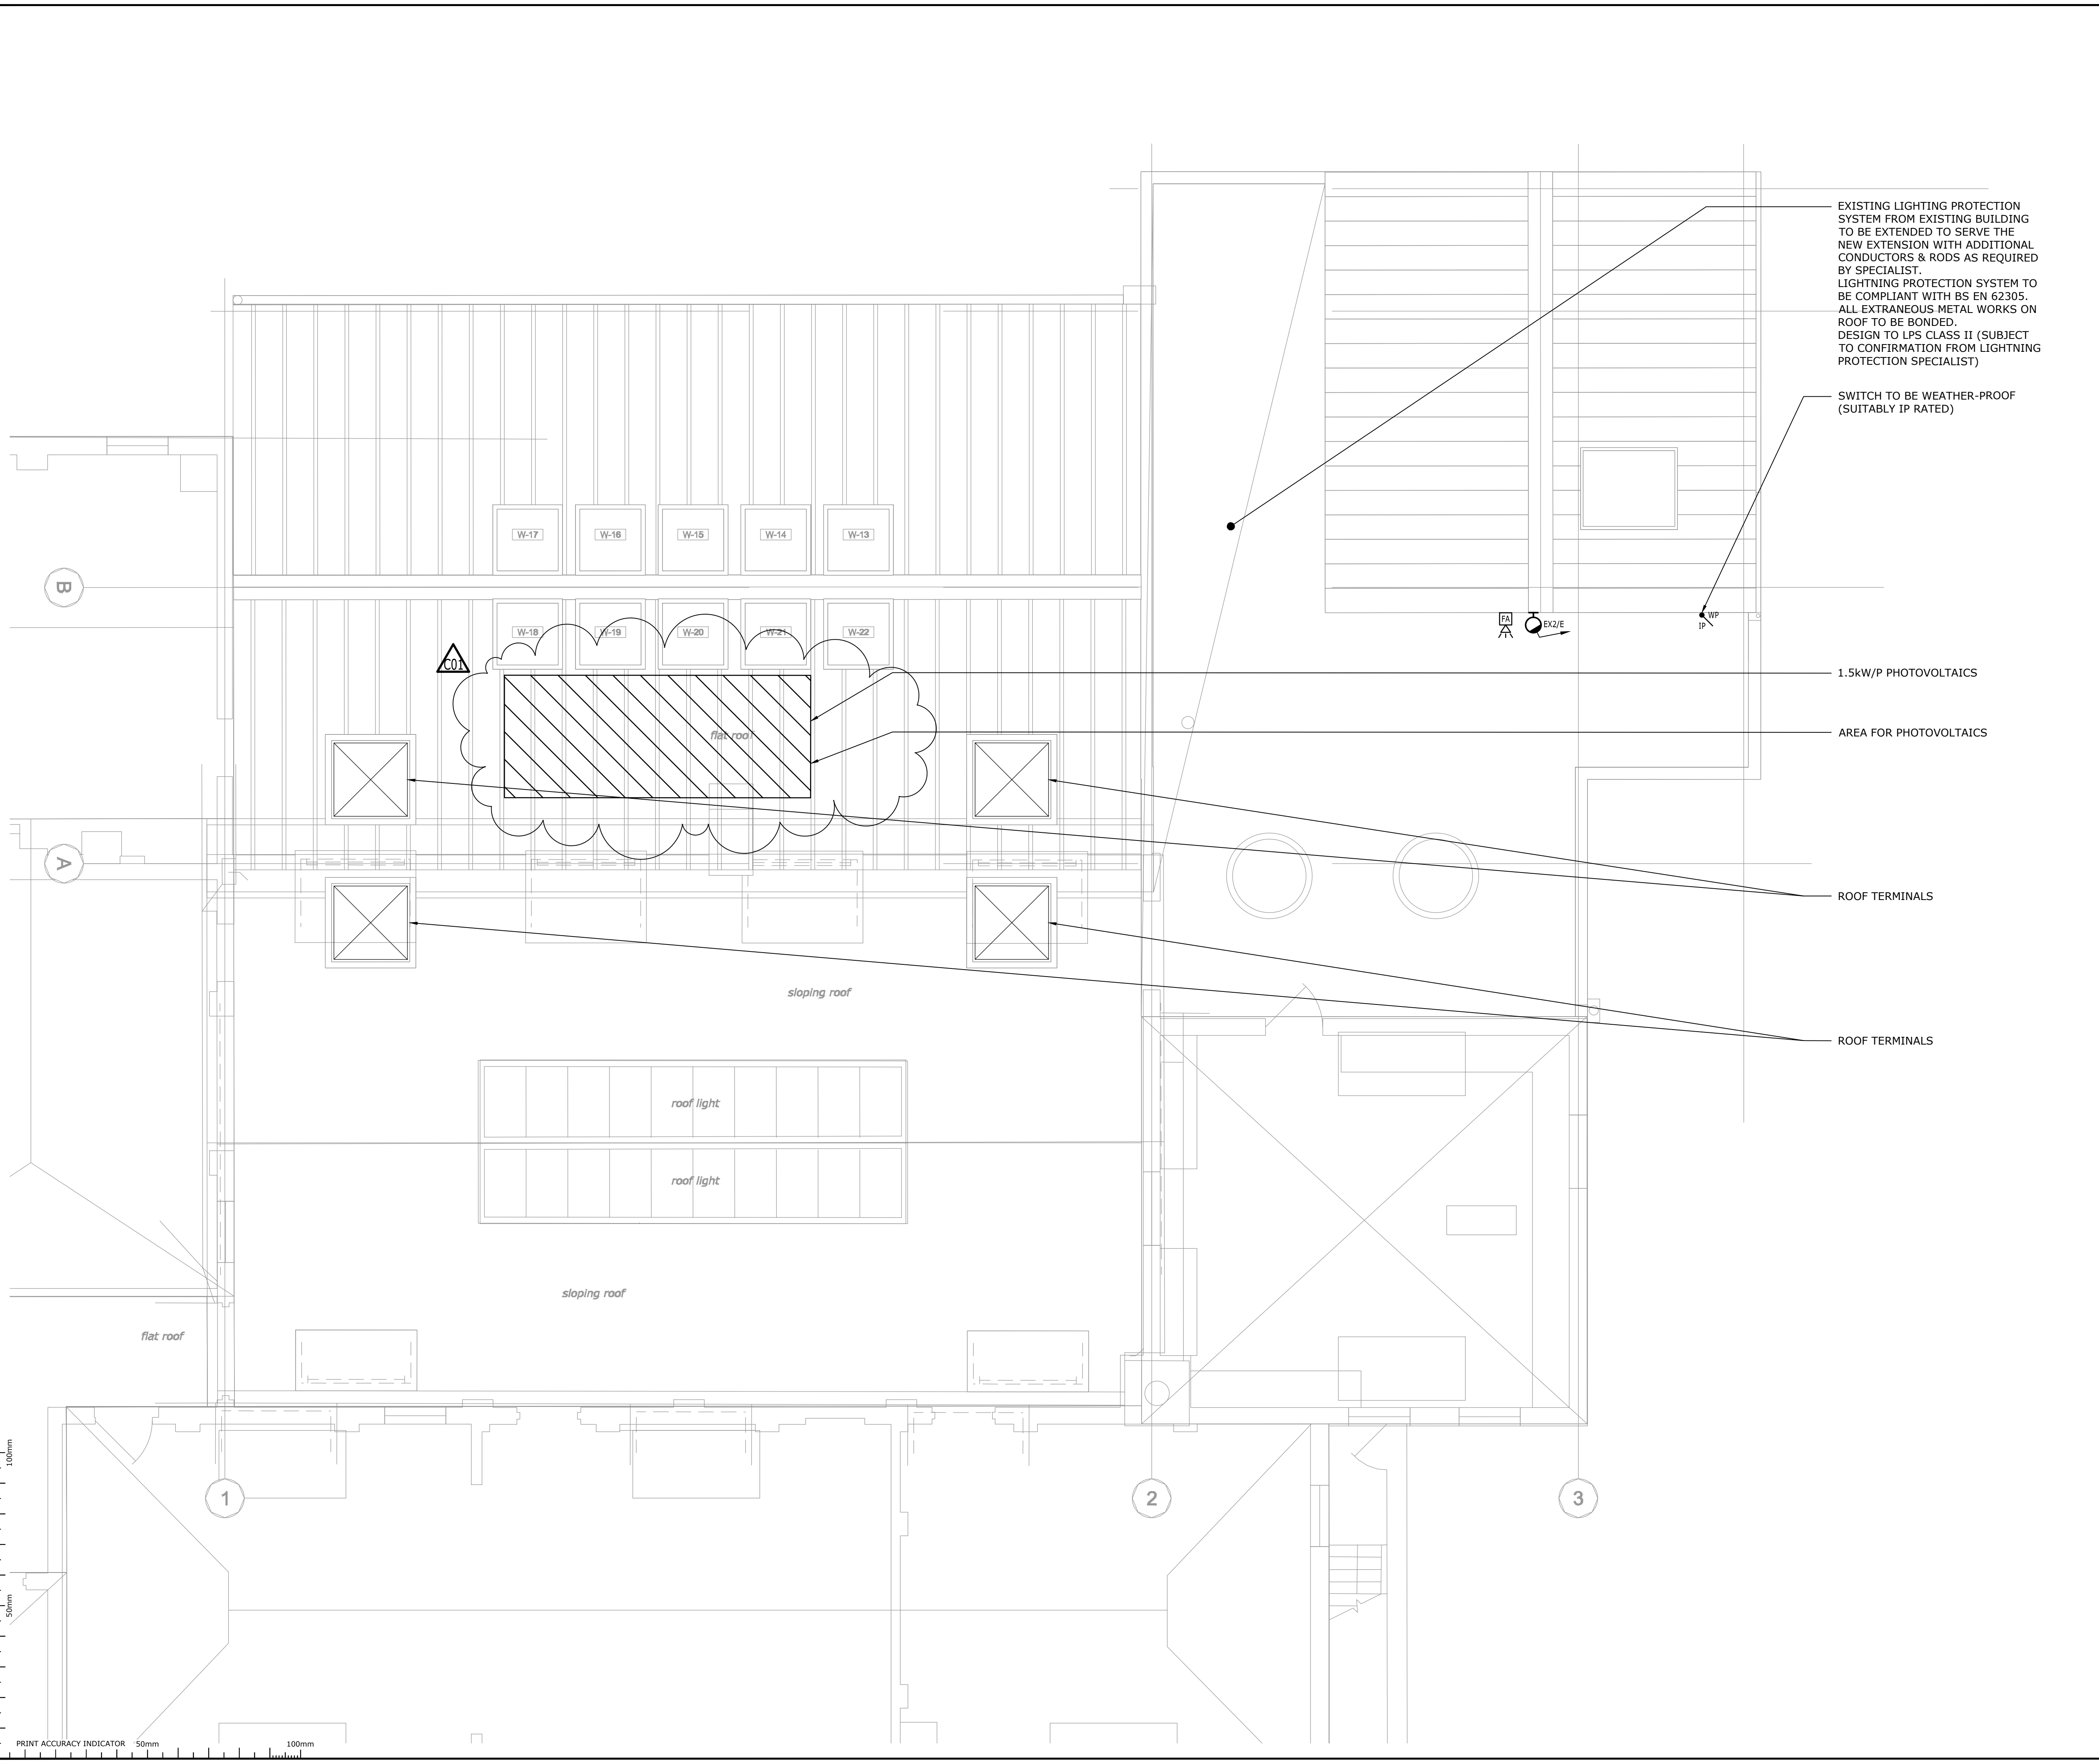 EXISTING LIGHTING PROTECTION
SYSTEM FROM EXISTING BUILDING
TO BE EXTENDED TO SERVE THE
NEW EXTENSION WITH ADDITIONAL
CONDUCTORS & RODS AS REQUIRED
BY SPECIALIST.
LIGHTNING PROTECTION SYSTEM TO
BE COMPLIANT WITH BS EN 62305.
ALL EXTRANEOUS METAL WORKS ON
ROOF TO BE BONDED.
DESIGN TO LPS CLASS II (SUBJECT
TO CONFIRMATION FROM LIGHTNING
PROTECTION SPECIALIST)
SWITCH TO BE WEATHER-PROOF
(SUITABLY IP RATED)
W-17
W-16
W-15
W-14
W-13
B
W-18
W-19
W-20
W-21
W-22
FA
EX2/E
WP
IP
C01
1.5kW/P PHOTOVOLTAICS
flat roof
AREA FOR PHOTOVOLTAICS
A
ROOF TERMINALS
sloping roof
ROOF TERMINALS
roof light
roof light
sloping roof
flat roof
1
2
3
100mm
50mm
PRINT ACCURACY INDICATOR 50mm 100mm